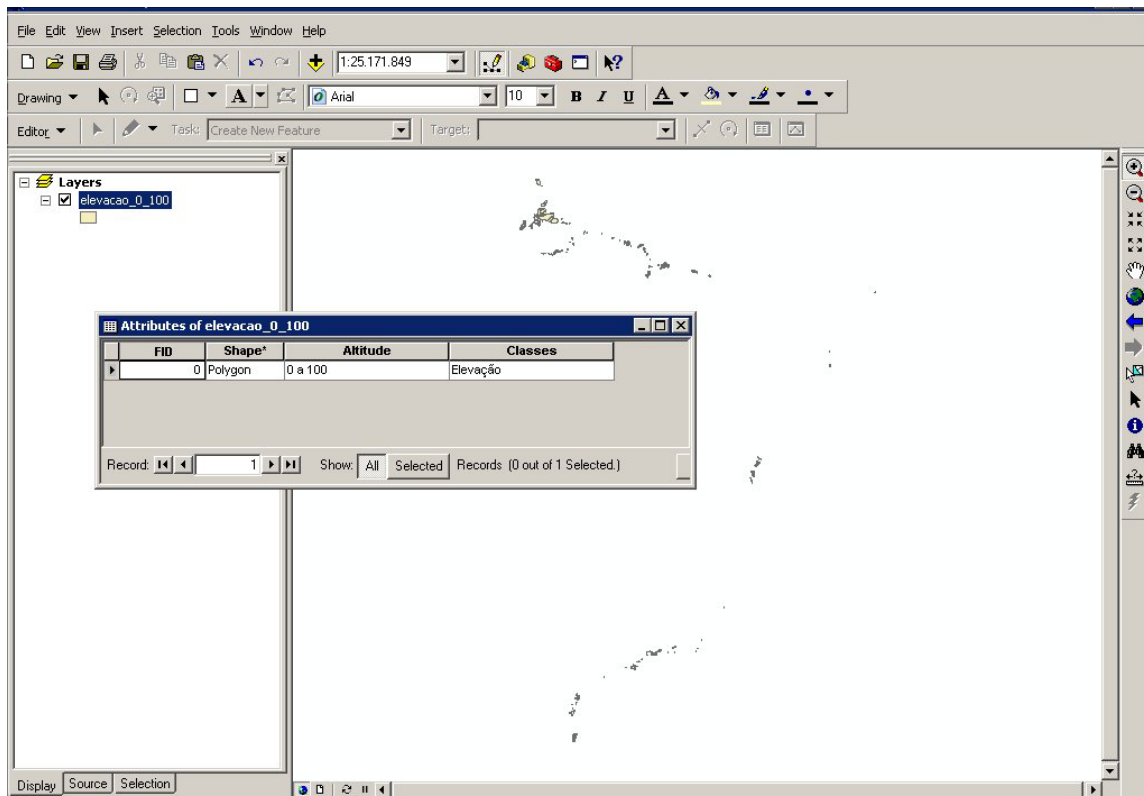 File Edit View Insert Selection Tools Window Help
1:25.171.849
Drawing A Arial 10 B I U A
Editor Task: Create New Feature Target:
Layers
elevacao_0_100
Attributes of elevacao_0_100
FID Shape* Altitude Classes
0 Polygon 0 a 100 Elevação
Record: 1 Show: All Selected Records (0 out of 1 Selected.)
Display Source Selection